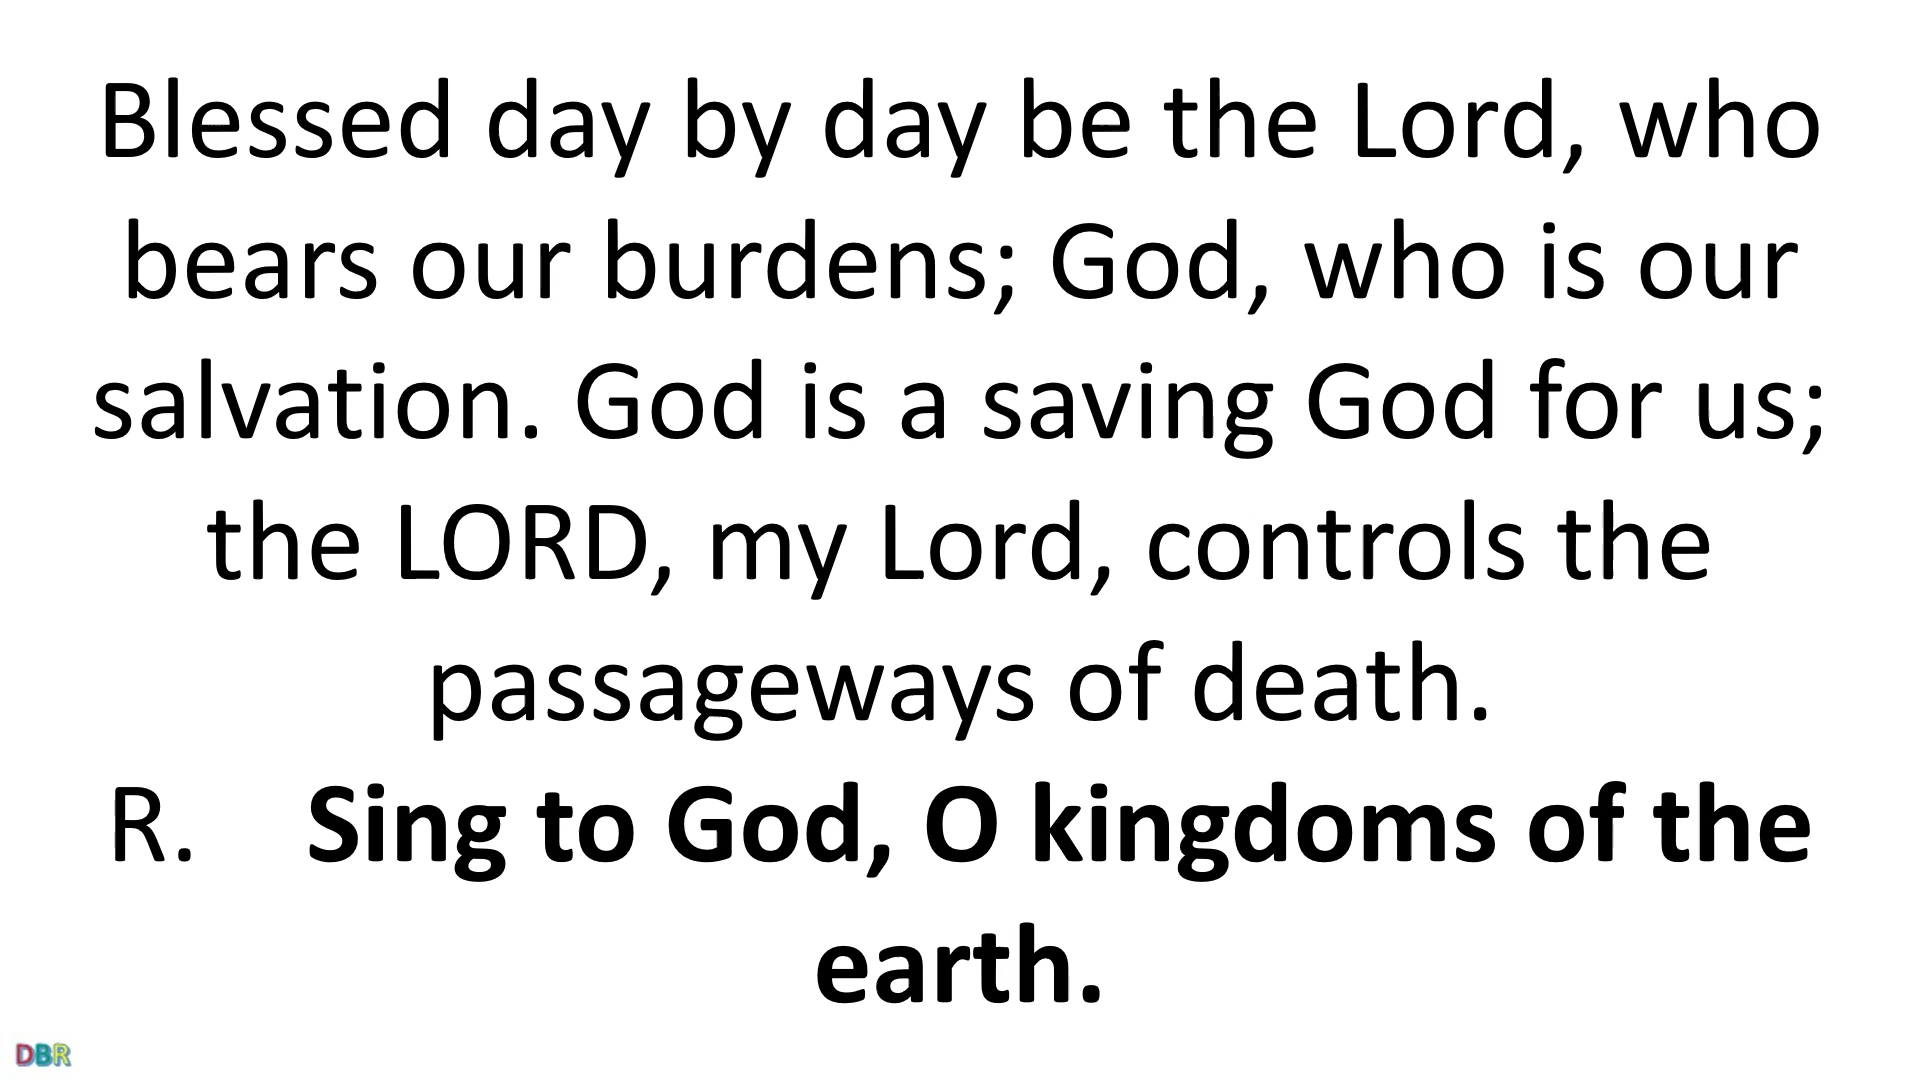 Blessed day by day be the Lord, who
bears our burdens; God, who is our
salvation. God is a saving God for us;
the LORD, my Lord, controls the
passageways of death.
R. Sing to God, O kingdoms of the
earth.
DBR